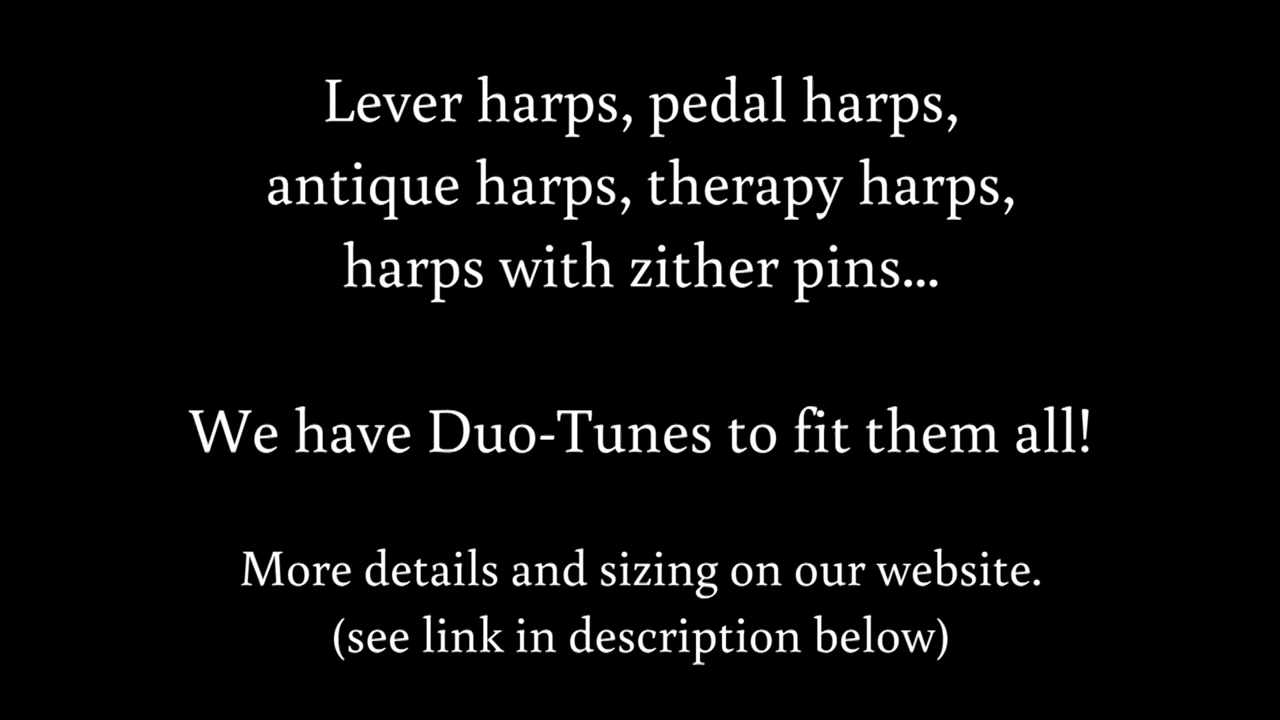 Lever harps, pedal harps,
antique harps, therapy harps,
harps with zither pins...
We have Duo-Tunes to fit them all!
More details and sizing on our website.
(see link in description below)